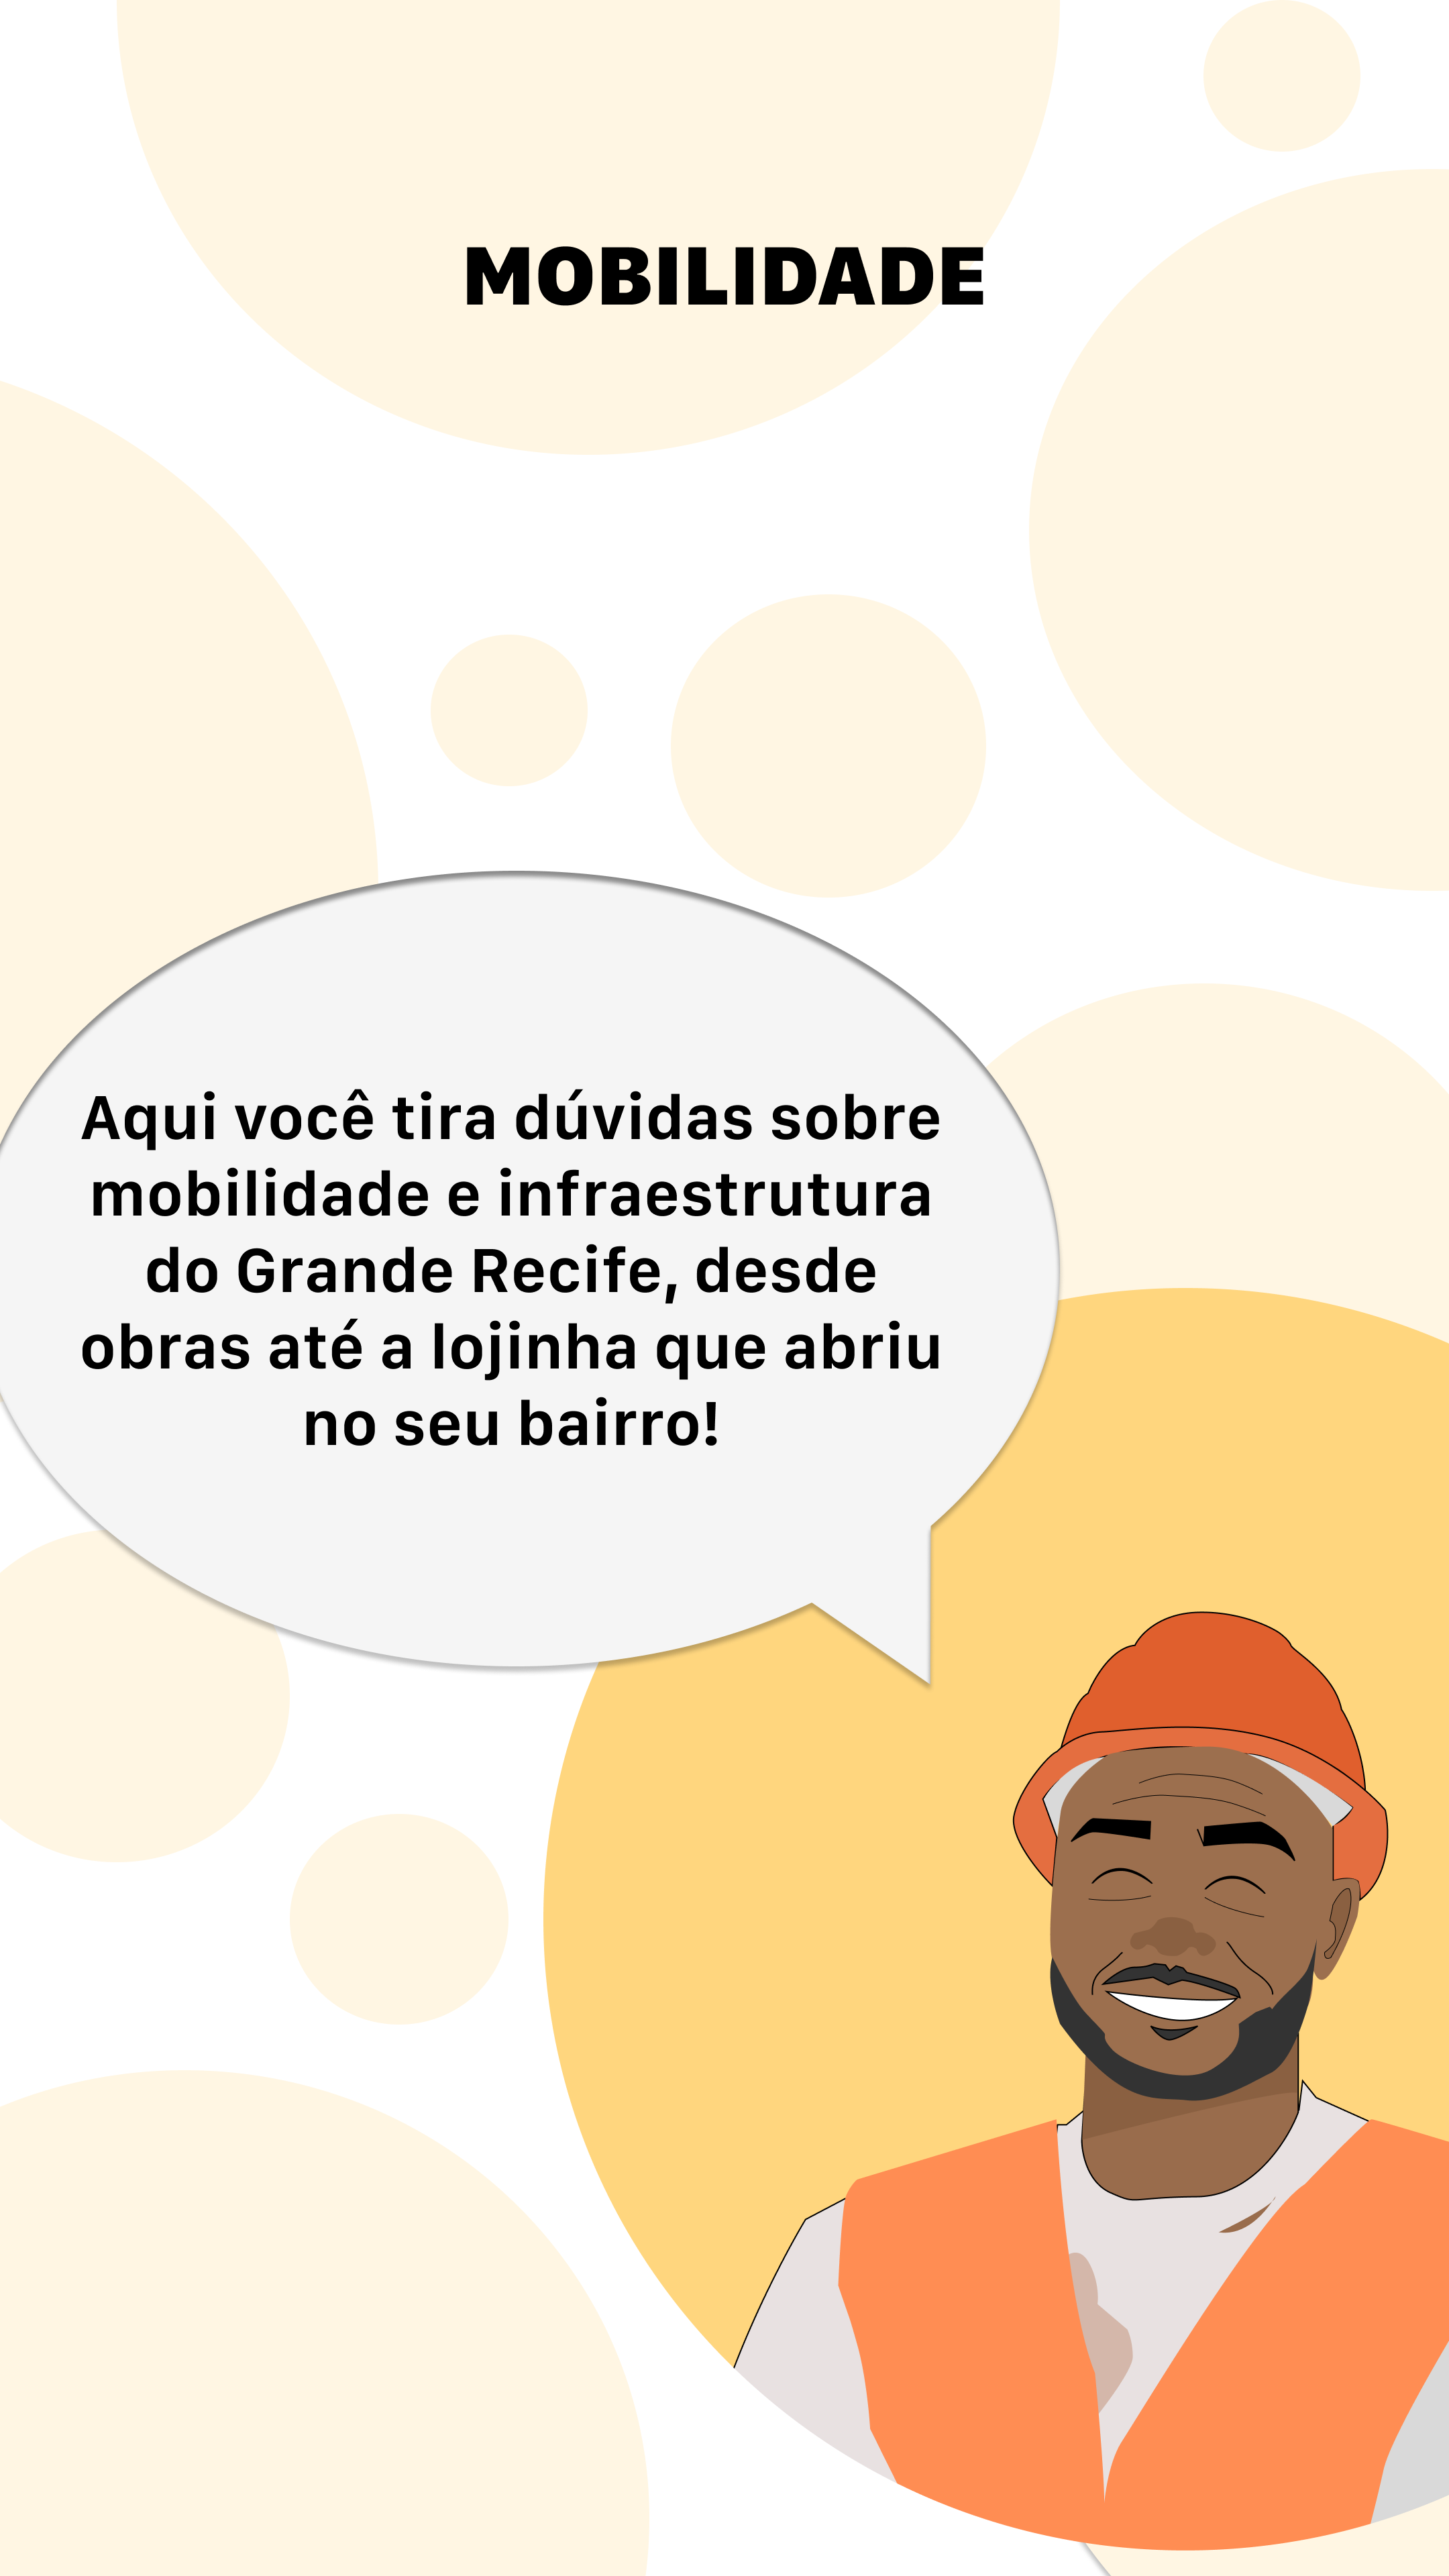 MOBILIDADE
Aqui você tira dúvidas sobre
mobilidade e infraestrutura
do Grande Recife, desde
obras até a lojinha que abriu
no seu bairro!